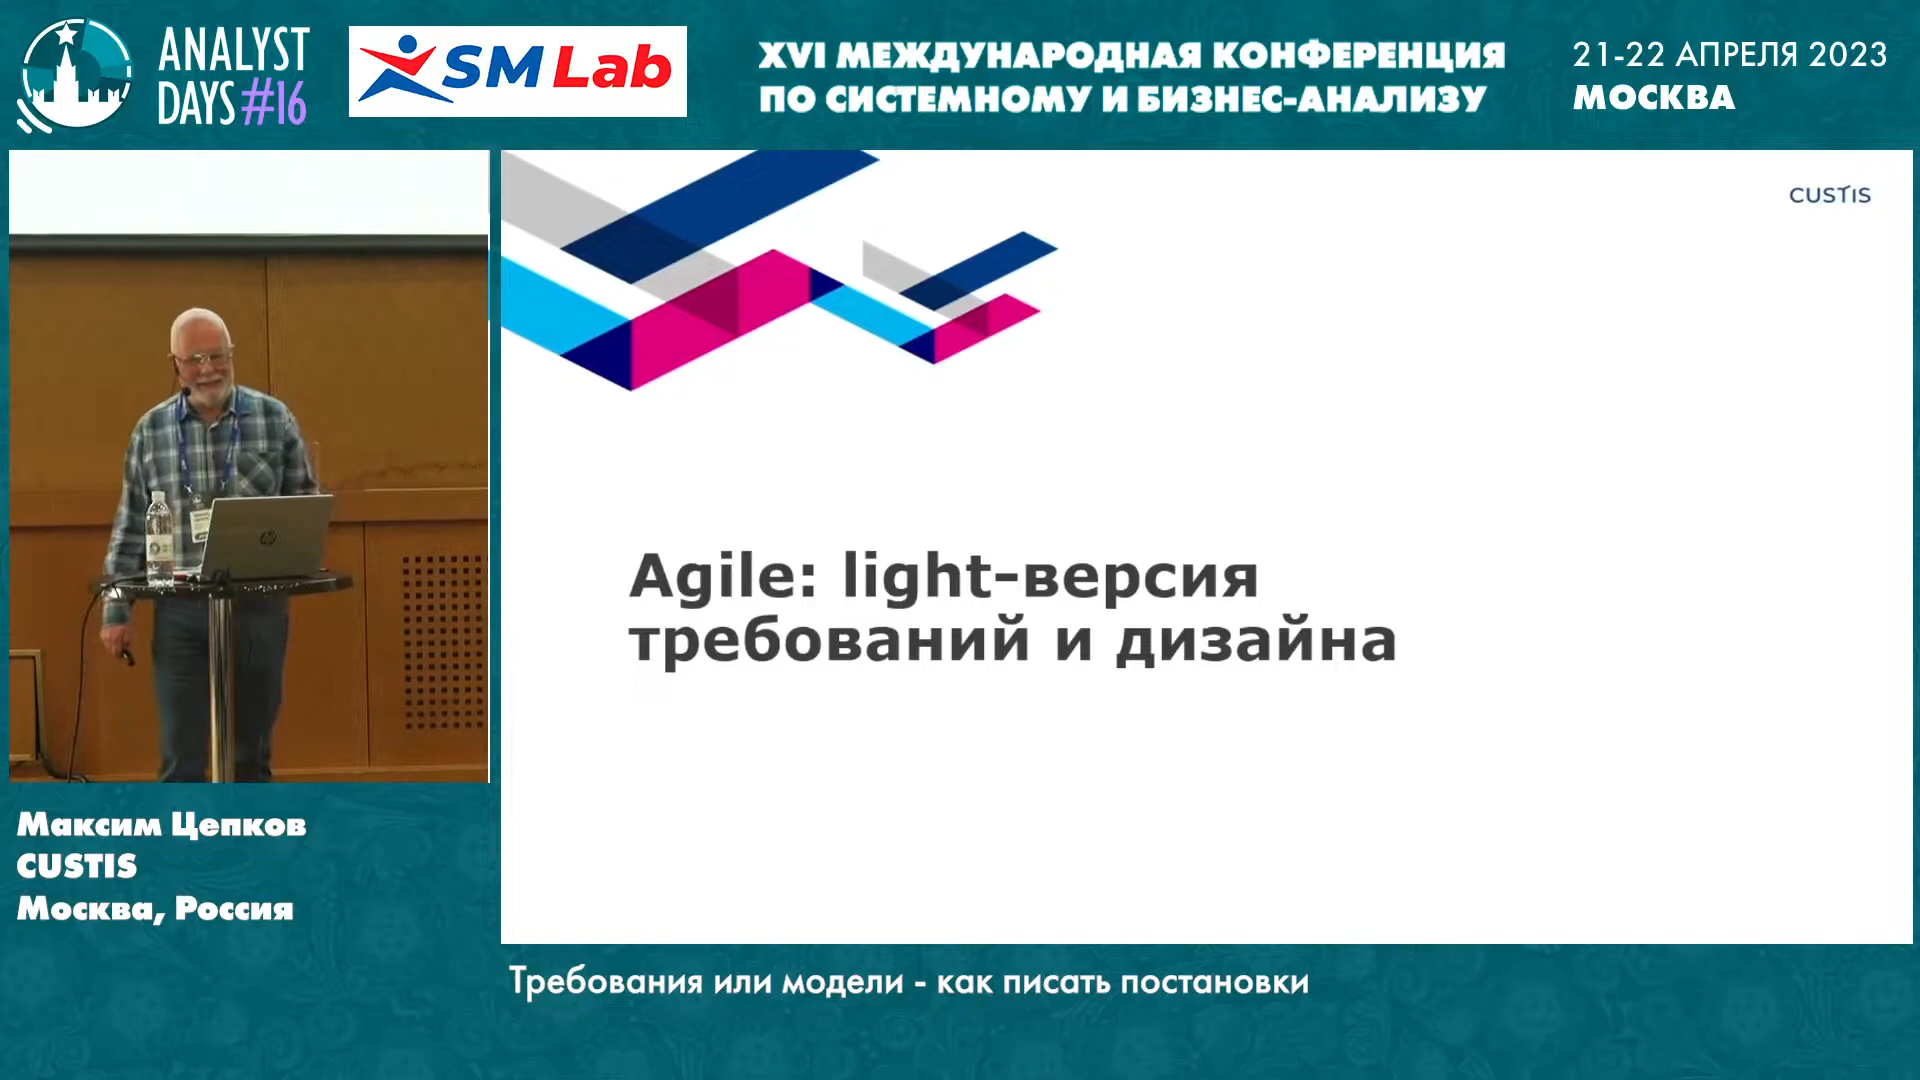 ANALYST
DAYS #16
SM Lab
XVI МЕЖДУНАРОДНАЯ КОНФЕРЕНЦИЯ
ПО СИСТЕМНОМУ И БИЗНЕС-АНАЛИЗУ
21-22 АПРЕЛЯ 2023
МОСКВА
CUSTIS
Agile: light-версия
требований и дизайна
hp
Максим Цепков
CUSTIS
Москва, Россия
Требования или модели - как писать постановки